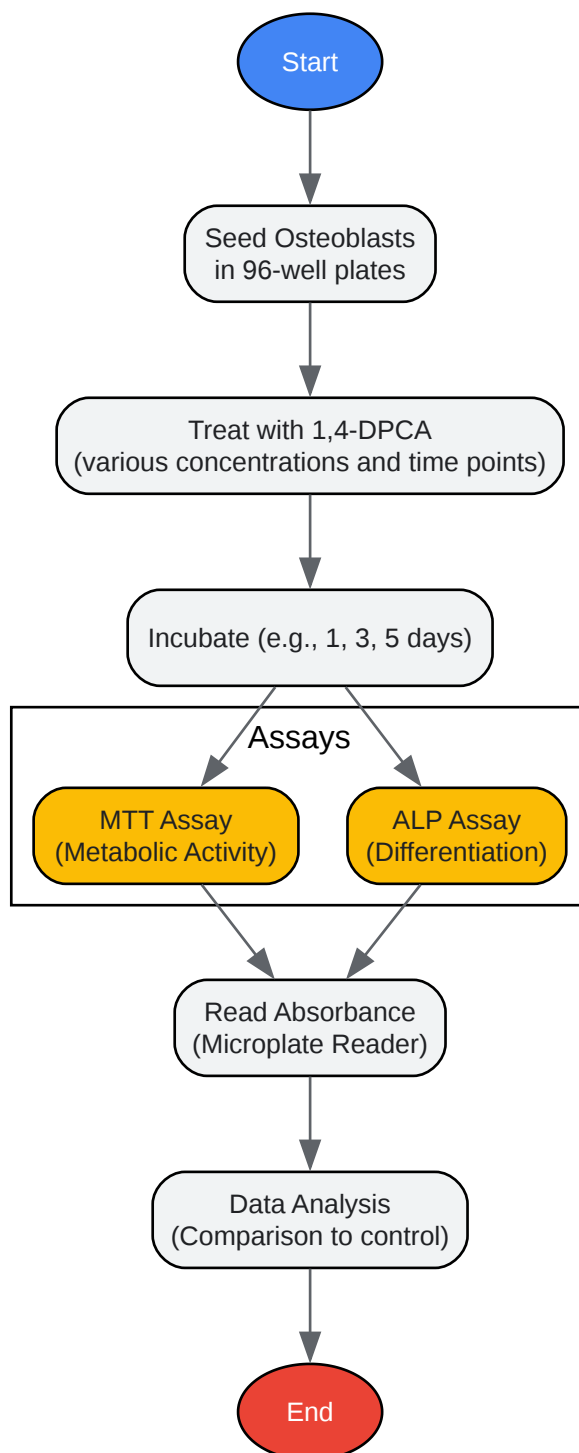 Start
Seed Osteoblasts
in 96-well plates
Treat with 1,4-DPCA
(various concentrations and time points)
Incubate (e.g., 1, 3, 5 days)
Assays
MTT Assay
(Metabolic Activity)
ALP Assay
(Differentiation)
Read Absorbance
(Microplate Reader)
Data Analysis
(Comparison to control)
End